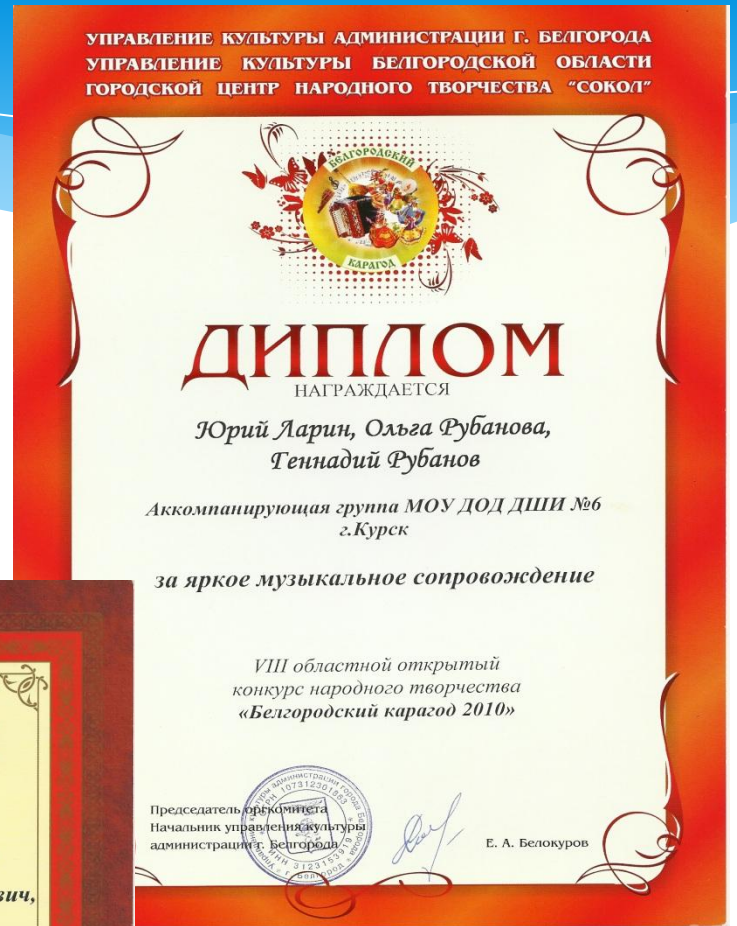 УПРАВЛЕНИЕ КУЛЬТУРЫ АДМИНИСТРАЦИИ Г. БЕЛГОРОДА
УПРАВЛЕНИЕ КУЛЬТУРЫ БЕЛГОРОДСКОЙ ОБЛАСТИ
ГОРОДСКОЙ ЦЕНТР НАРОДНОГО ТВОРЧЕСТВА "СОКОЛ"
БЕЛГОРОДСКИЙ
КАРАГОД
ДИПЛОМ
НАГРАЖДАЕТСЯ
Юрий Ларин, Ольга Рубанова,
Геннадий Рубанов
Аккомпанирующая группа МОУ ДОД ДШИ №6
г.Курск
за яркое музыкальное сопровождение
VIII областной открытый
конкурс народного творчества
«Белгородский карагод 2010»
Председатель оргкомитета
Начальник управления культуры
администрации г. Белгорода
Е. А. Белокуров